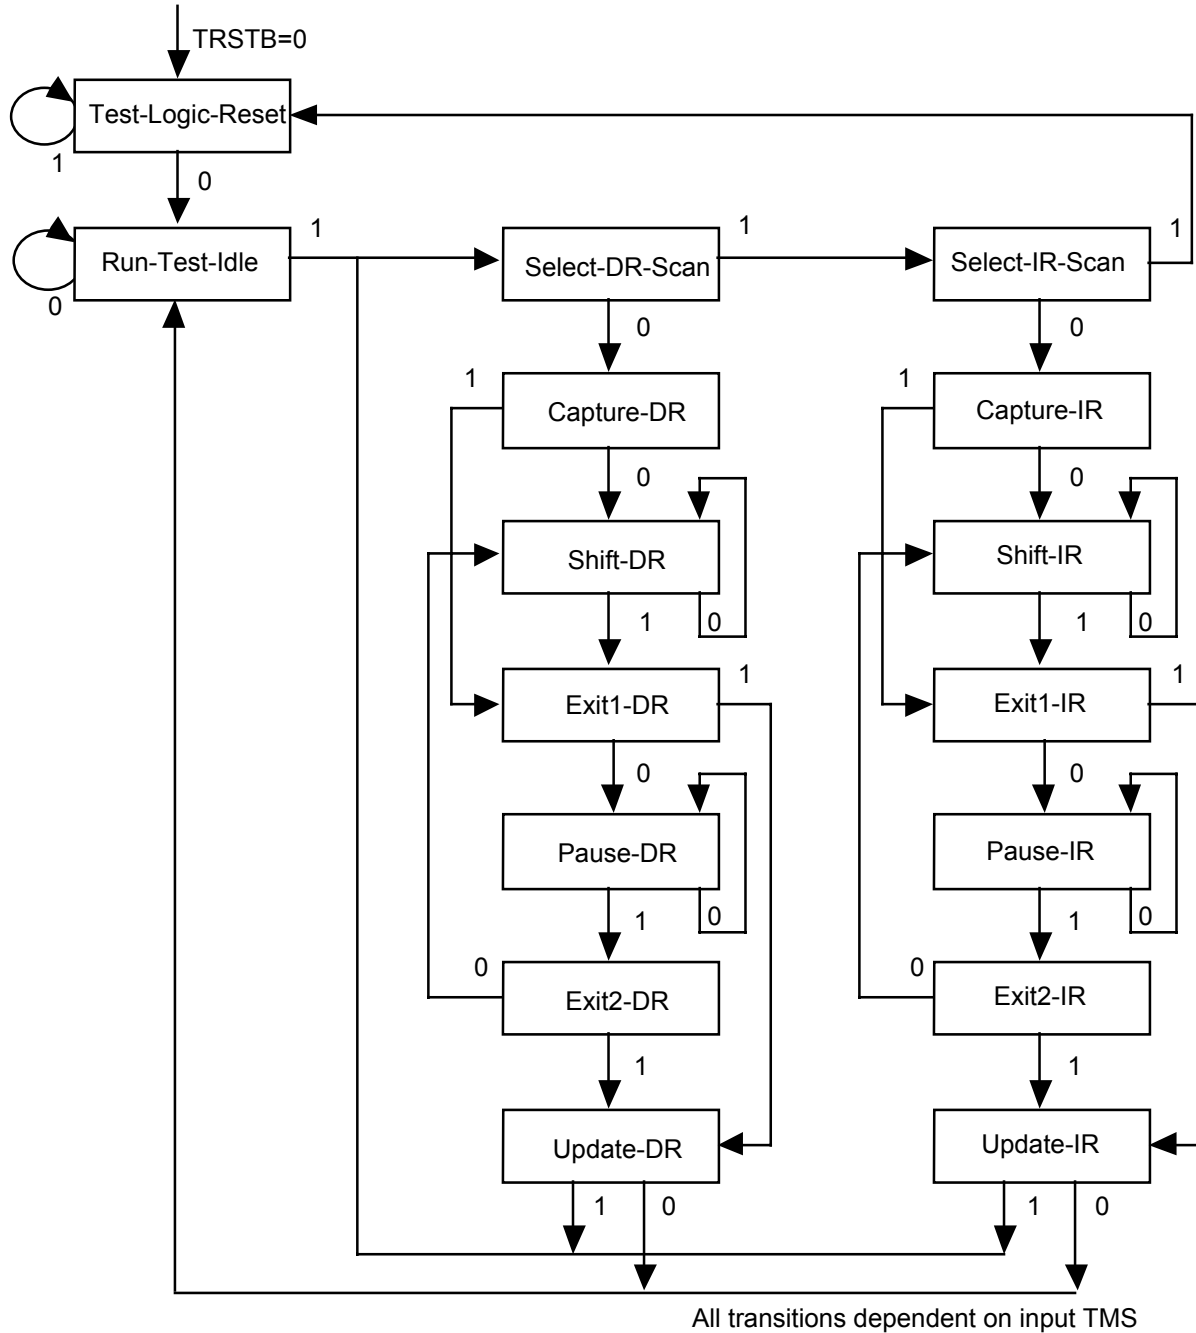 TRSTB=0
Test-Logic-Reset
1
0
Run-Test-Idle
0
1
Select-DR-Scan
1
Select-IR-Scan
1
0
0
1
Capture-DR
1
Capture-IR
0
0
Shift-DR
Shift-IR
1
0
1
0
Exit1-DR
1
Exit1-IR
1
0
0
Pause-DR
Pause-IR
1
0
1
0
0
Exit2-DR
0
Exit2-IR
1
1
Update-DR
Update-IR
1
0
1
0
All transitions dependent on input TMS